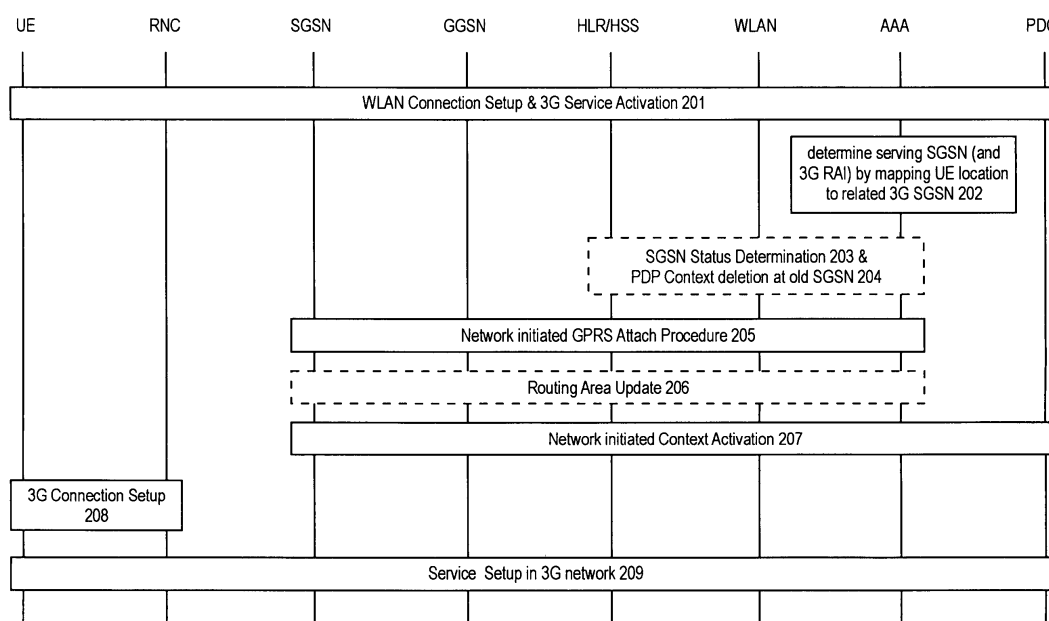 UE RNC SGSN GGSN HLR/HSS WLAN AAA
WLAN Connection Setup & 3G Service Activation 201
determine serving SGSN (and
3G RAI) by mapping UE location
to related 3G SGSN 202
SGSN Status Determination 203 &
PDP Context deletion at old SGSN 204
Network initiated GPRS Attach Procedure 205
Routing Area Update 206
Network initiated Context Activation 207
3G Connection Setup
208
Service Setup in 3G network 209